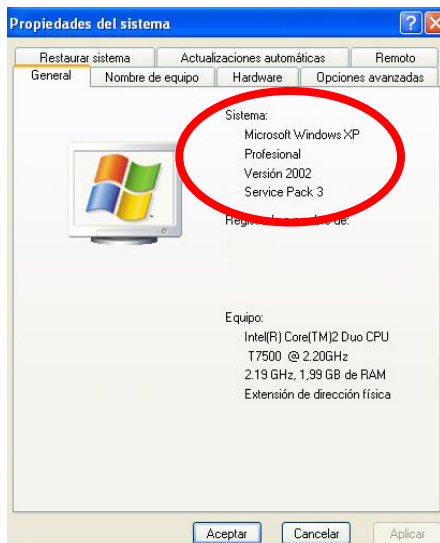 Propiedades del sistema
Restaurar sistema Actualizaciones automáticas Remoto
General Nombre de equipo Hardware Opciones avanzadas
Sistema:
Microsoft Windows XP
Profesional
Versión 2002
Service Pack 3
de:
Equipo:
Intel(R) Core(TM)2 Duo CPU
T7500 @ 2.20GHz
2.19 GHz, 1,99 GB de RAM
Extensión de dirección física
Aceptar Cancelar Aplicar